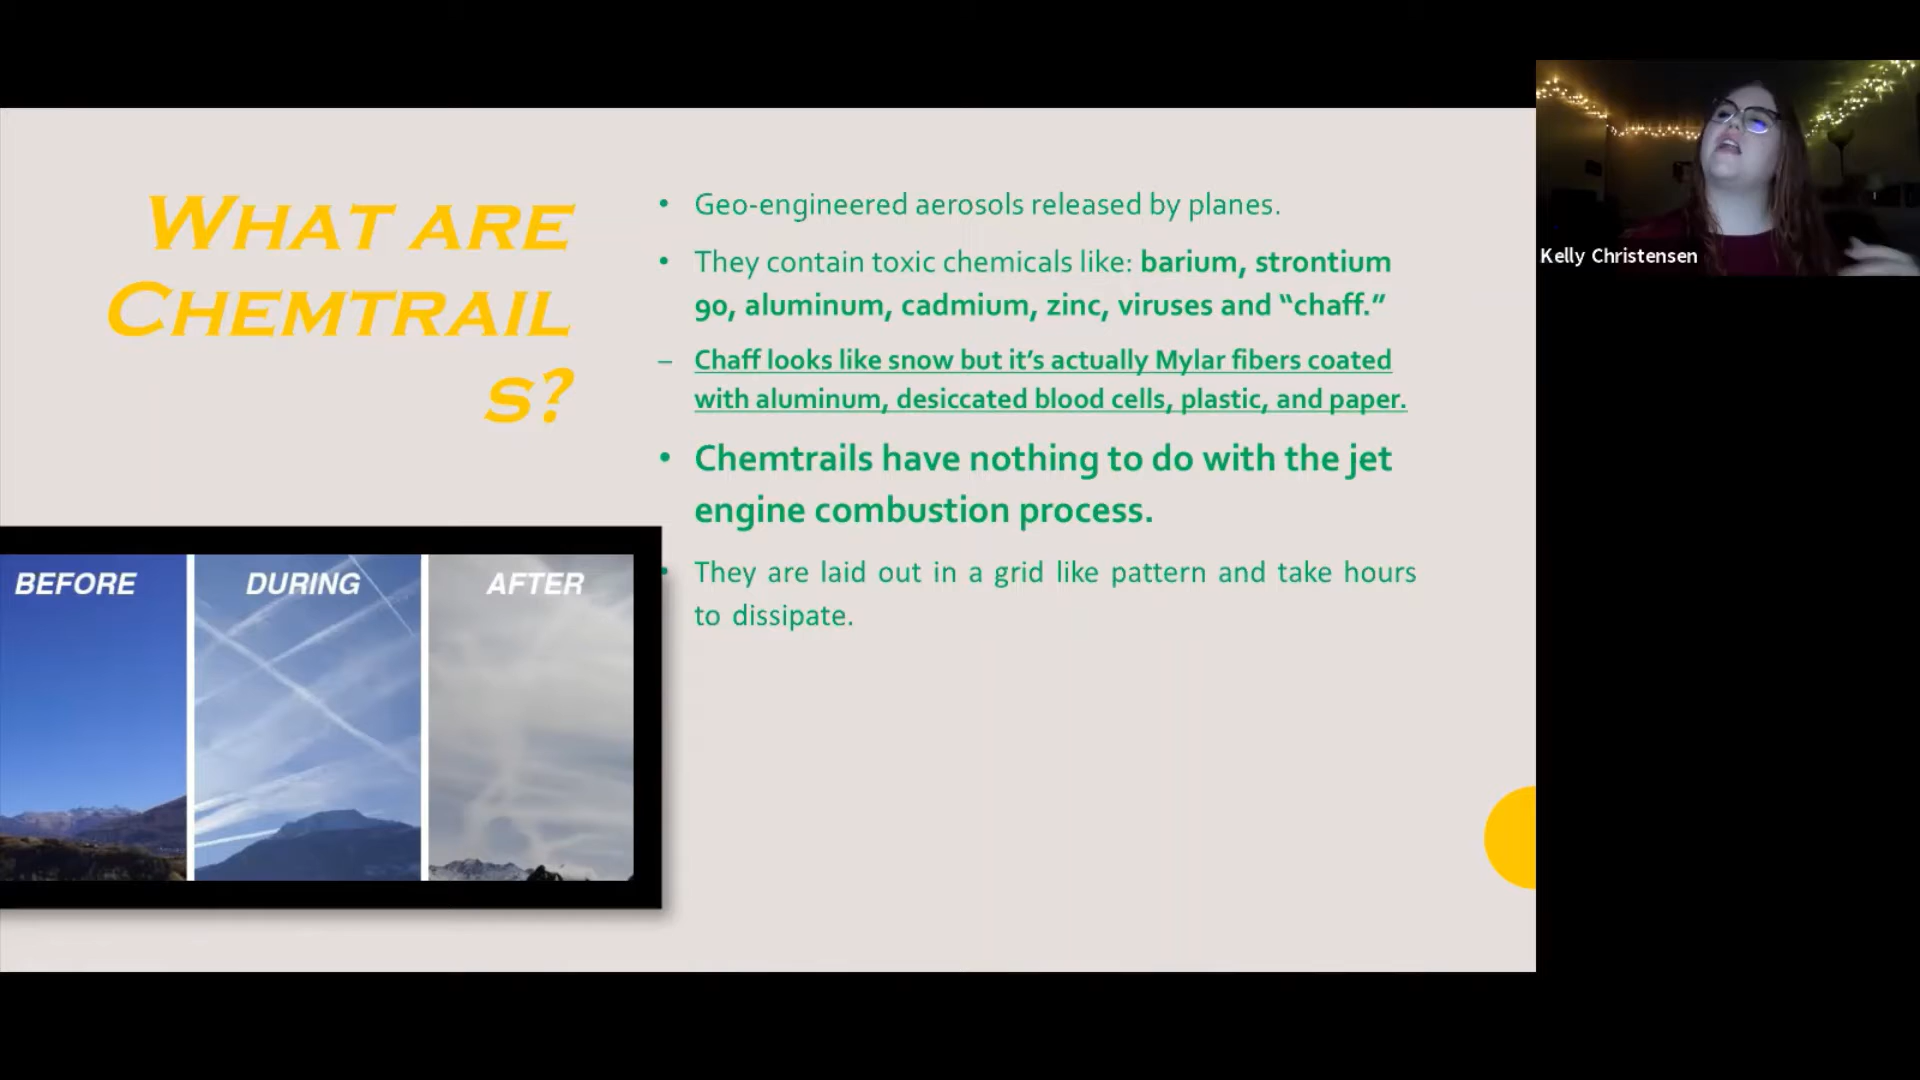 WHAT ARE
CHEMTRAIL
S?
• Geo-engineered aerosols released by planes.
• They contain toxic chemicals like: barium, strontium
90, aluminum, cadmium, zinc, viruses and “chaff.”
– Chaff looks like snow but it’s actually Mylar fibers coated
with aluminum, desiccated blood cells, plastic, and paper.
• Chemtrails have nothing to do with the jet
engine combustion process.
• They are laid out in a grid like pattern and take hours
to dissipate.
BEFORE
DURING
AFTER
Kelly Christensen